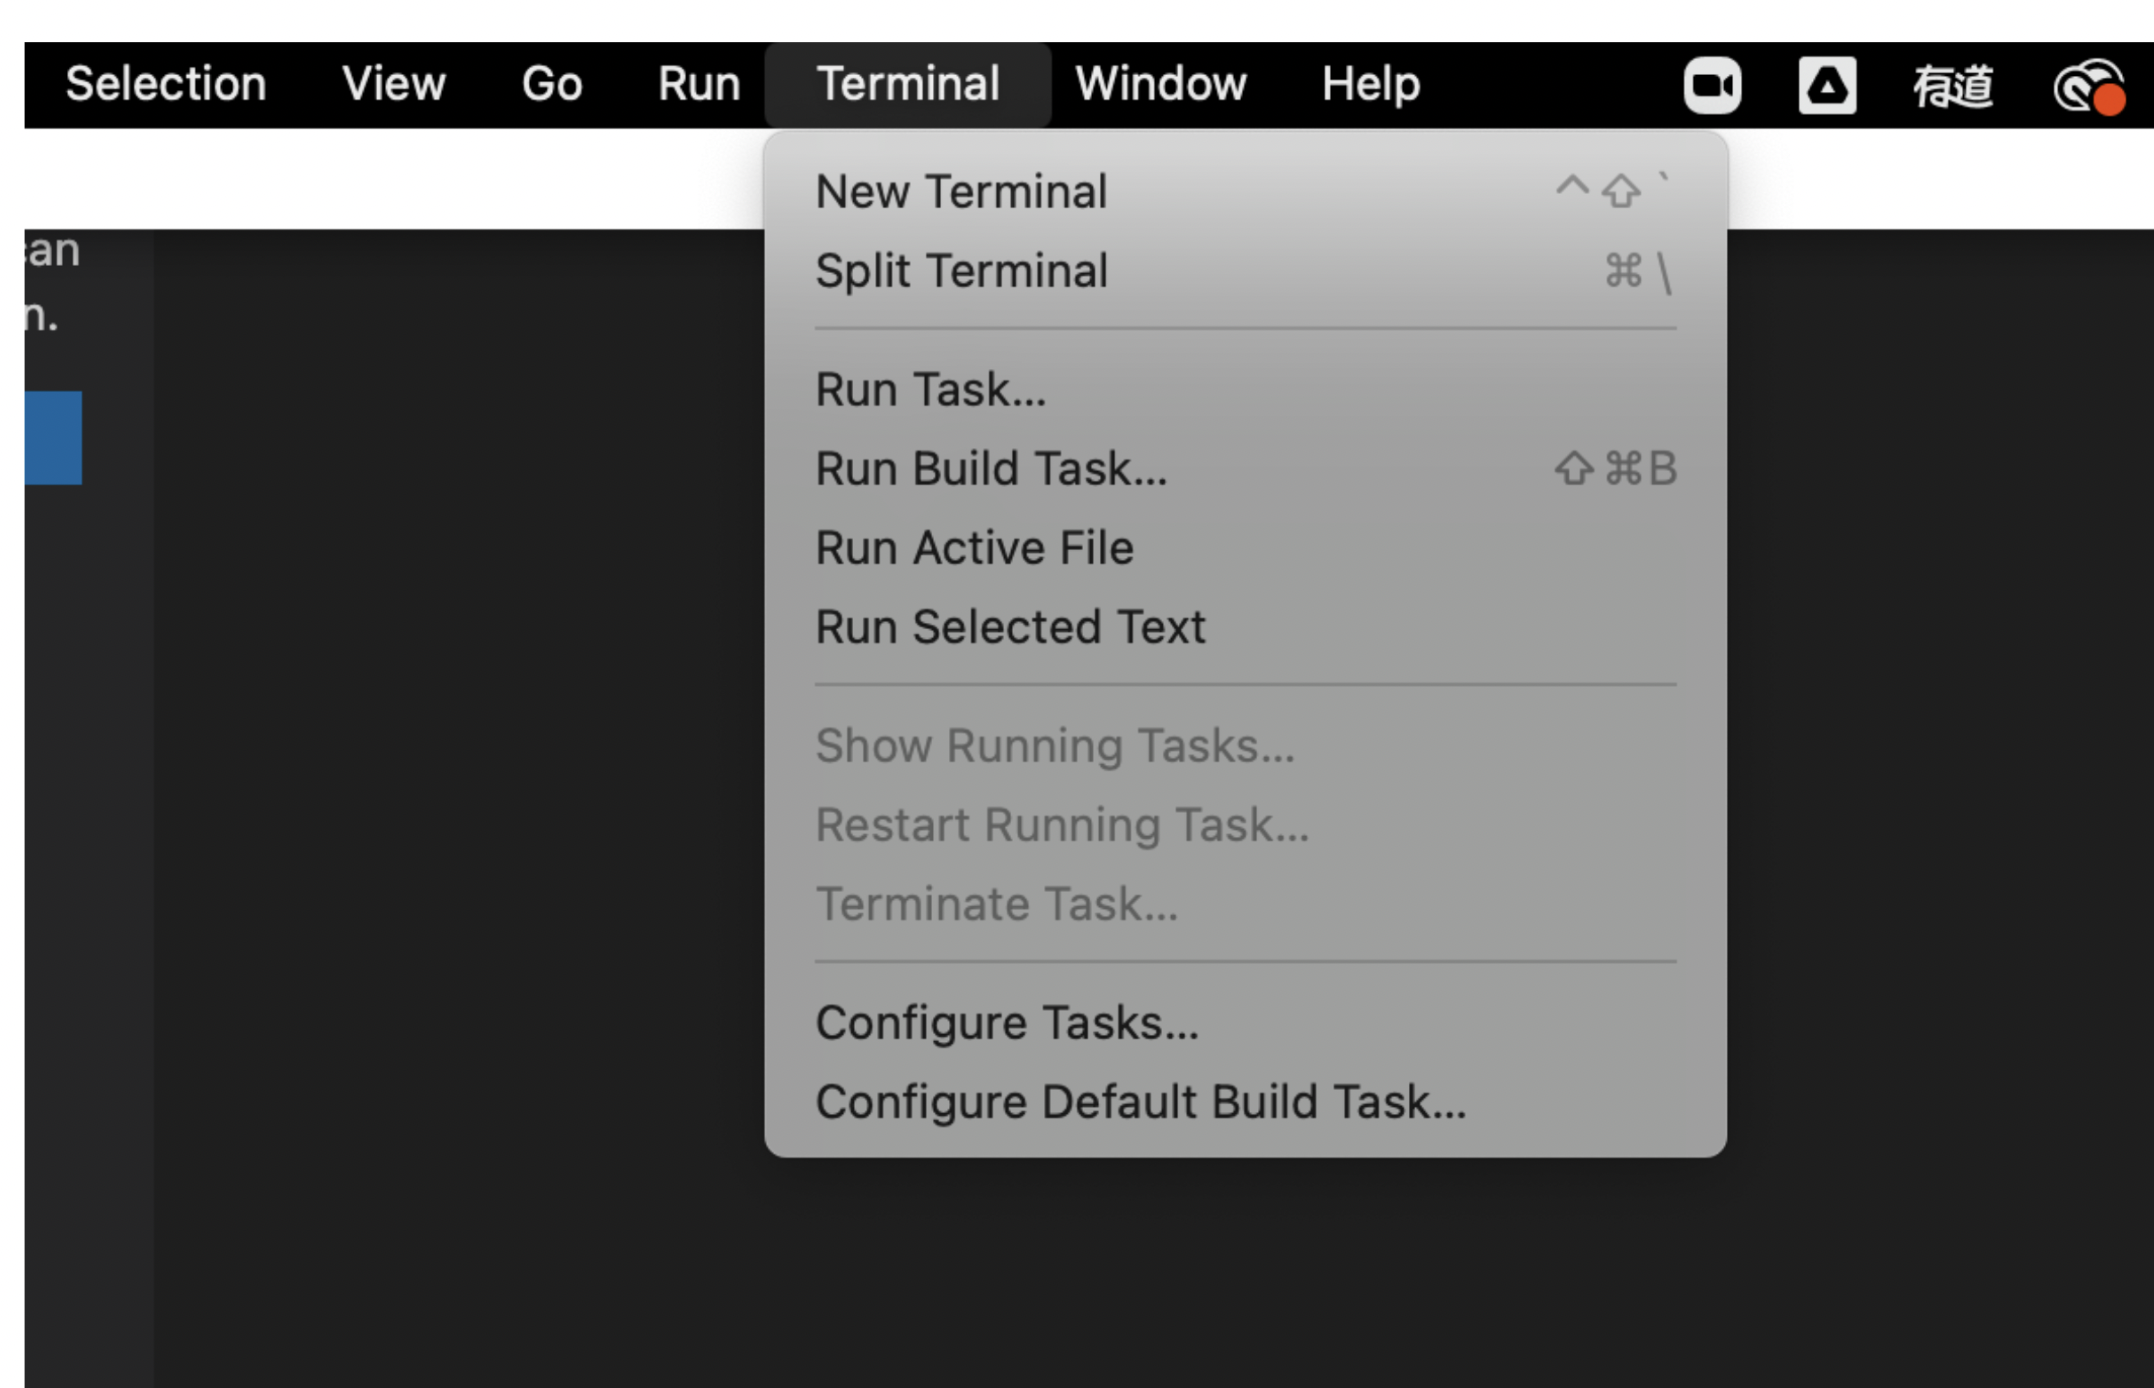 Selection View Go Run Terminal Window Help 有道
an
n.
New Terminal ^⇧`
Split Terminal ⌘\
Run Task...
Run Build Task... ⇧⌘B
Run Active File
Run Selected Text
Show Running Tasks...
Restart Running Task...
Terminate Task...
Configure Tasks...
Configure Default Build Task...